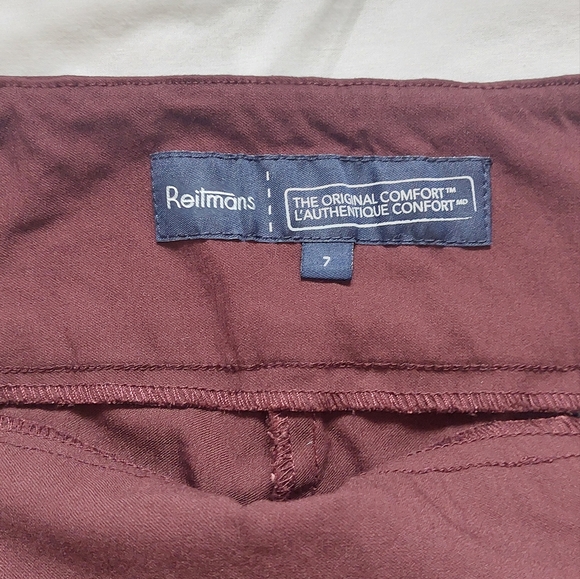 Reitmans
THE ORIGINAL COMFORT™
L'AUTHENTIQUE CONFORT MD
7